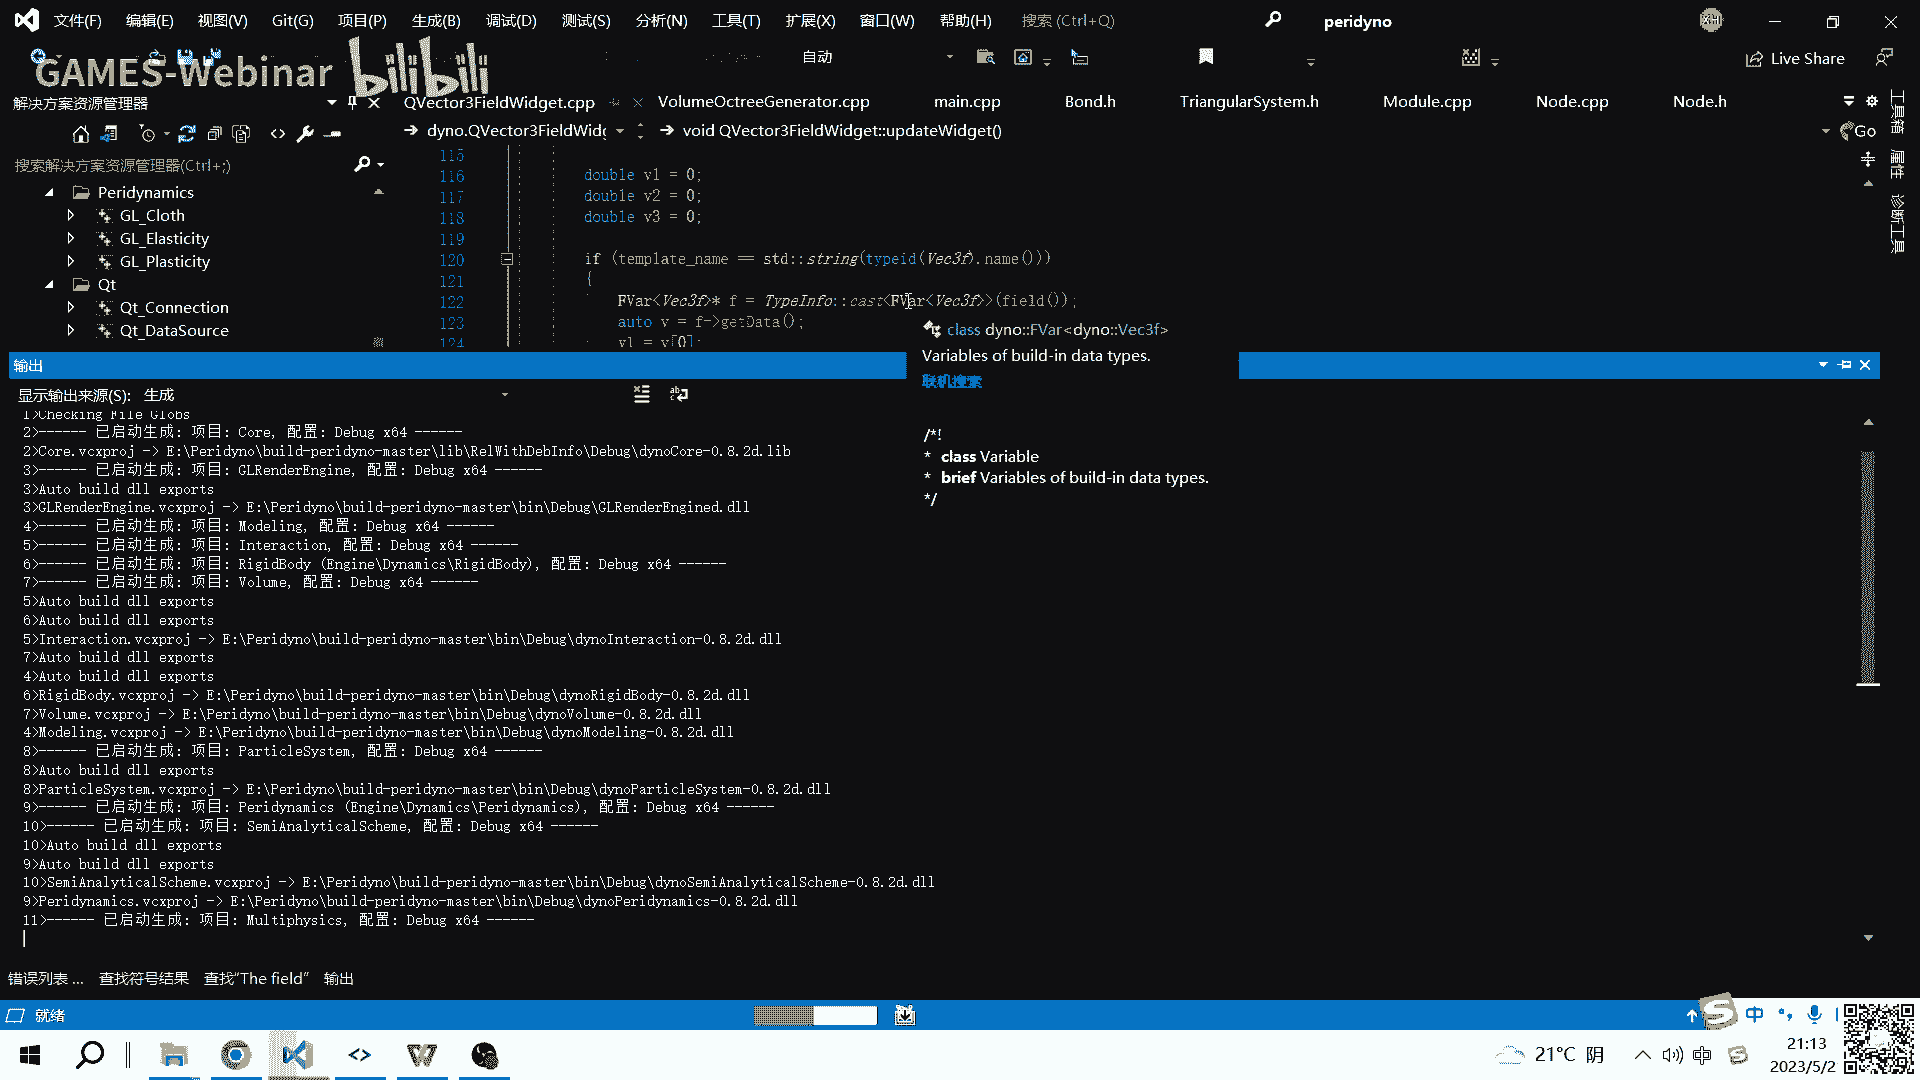 文件(F) 编辑(E) 视图(V) Git(G) 项目(P) 生成(B) 调试(D) 测试(S) 分析(N) 工具(T) 扩展(X) 窗口(W) 帮助(H) 搜索 (Ctrl+Q) peridyno
GAMES-Webinar bilibili 自动 Live Share
解决方案资源管理器
QVector3FieldWidget.cpp VolumeOctreeGenerator.cpp main.cpp Bond.h TriangularSystem.h Module.cpp Node.cpp Node.h
dyno.QVector3FieldWidg void QVector3FieldWidget::updateWidget() Go
搜索解决方案资源管理器(Ctrl+;)
Peridynamics
GL_Cloth
GL_Elasticity
GL_Plasticity
Qt
Qt_Connection
Qt_DataSource
工具箱
属性
诊断工具
115
116 double v1 = 0;
117 double v2 = 0;
118 double v3 = 0;
119
120 if (template_name == std::string(typeid(Vec3f).name()))
121 {
122 FVar<Vec3f>* f = TypeInfo::cast<FVar<Vec3f>>(field());
123 auto v = f->getData();
124 v1 = v[0];
class dyno::FVar<dyno::Vec3f>
Variables of build-in data types.
联机搜索
/*!
* class Variable
* brief Variables of build-in data types.
*/
输出
显示输出来源(S): 生成
1>Checking File Globs
2>------ 已启动生成: 项目: Core, 配置: Debug x64 ------
2>Core.vcxproj -> E:\Peridyno\build-peridyno-master\lib\RelWithDebInfo\Debug\dynoCore-0.8.2d.lib
3>------ 已启动生成: 项目: GLRenderEngine, 配置: Debug x64 ------
3>Auto build dll exports
3>GLRenderEngine.vcxproj -> E:\Peridyno\build-peridyno-master\bin\Debug\GLRenderEngined.dll
4>------ 已启动生成: 项目: Modeling, 配置: Debug x64 ------
5>------ 已启动生成: 项目: Interaction, 配置: Debug x64 ------
6>------ 已启动生成: 项目: RigidBody (Engine\Dynamics\RigidBody), 配置: Debug x64 ------
7>------ 已启动生成: 项目: Volume, 配置: Debug x64 ------
5>Auto build dll exports
6>Auto build dll exports
5>Interaction.vcxproj -> E:\Peridyno\build-peridyno-master\bin\Debug\dynoInteraction-0.8.2d.dll
7>Auto build dll exports
4>Auto build dll exports
6>RigidBody.vcxproj -> E:\Peridyno\build-peridyno-master\bin\Debug\dynoRigidBody-0.8.2d.dll
7>Volume.vcxproj -> E:\Peridyno\build-peridyno-master\bin\Debug\dynoVolume-0.8.2d.dll
4>Modeling.vcxproj -> E:\Peridyno\build-peridyno-master\bin\Debug\dynoModeling-0.8.2d.dll
8>------ 已启动生成: 项目: ParticleSystem, 配置: Debug x64 ------
8>Auto build dll exports
8>ParticleSystem.vcxproj -> E:\Peridyno\build-peridyno-master\bin\Debug\dynoParticleSystem-0.8.2d.dll
9>------ 已启动生成: 项目: Peridynamics (Engine\Dynamics\Peridynamics), 配置: Debug x64 ------
10>------ 已启动生成: 项目: SemiAnalyticalScheme, 配置: Debug x64 ------
10>Auto build dll exports
9>Auto build dll exports
10>SemiAnalyticalScheme.vcxproj -> E:\Peridyno\build-peridyno-master\bin\Debug\dynoSemiAnalyticalScheme-0.8.2d.dll
9>Peridynamics.vcxproj -> E:\Peridyno\build-peridyno-master\bin\Debug\dynoPeridynamics-0.8.2d.dll
11>------ 已启动生成: 项目: Multiphysics, 配置: Debug x64 ------
错误列表 ... 查找符号结果 查找"The field" 输出
就绪
中
21°C 阴 中 21:13
2023/5/2